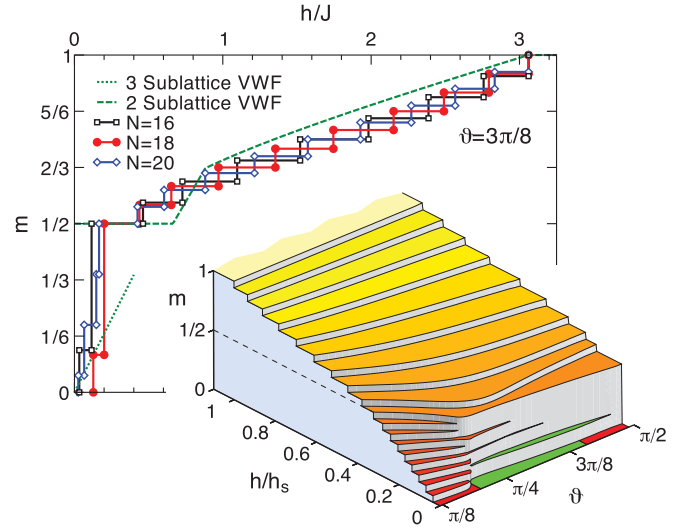 h/J
0 1 2 3
1
5/6
2/3
1/2
1/3
1/6
0
m
3 Sublattice VWF
2 Sublattice VWF
N=16
N=18
N=20
ϑ=3π/8
1
m
1/2
0
1
0.8
0.6
0.4
0.2
0
h/hₛ
π/8
π/4
3π/8
π/2
ϑ